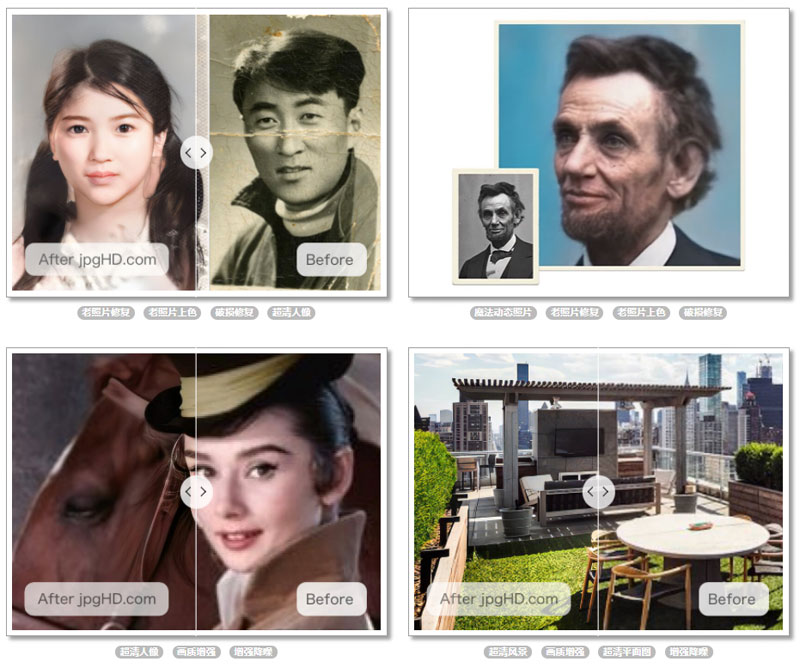 After jpgHD.com
Before
老照片修复 老照片上色 破损修复 超清人像
魔法动态照片 老照片修复 老照片上色 破损修复
After jpgHD.com
Before
After jpgHD.com
Before
超清人像 画质增强 增强降噪
超清风景 画质增强 超清平面图 增强降噪